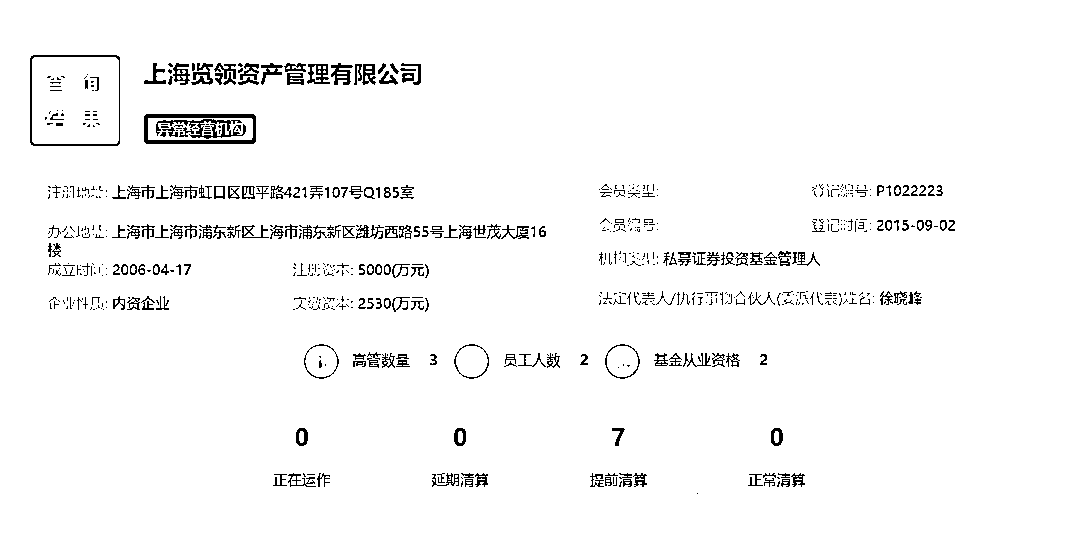 查询
结果
上海览领资产管理有限公司
异常经营机构
注册地址: 上海市上海市虹口区四平路421弄107号Q185室
会员类型:
登记编号: P1022223
办公地址: 上海市上海市浦东新区上海市浦东新区潍坊西路55号上海世茂大厦16
楼
会员编号:
登记时间: 2015-09-02
成立时间: 2006-04-17
注册资本: 5000(万元)
机构类型: 私募证券投资基金管理人
企业性质: 内资企业
实缴资本: 2530(万元)
法定代表人/执行事务合伙人(委派代表)姓名: 徐晓峰
高管数量 3
员工人数 2
基金从业资格 2
0
0
7
0
正在运作
延期清算
提前清算
正常清算